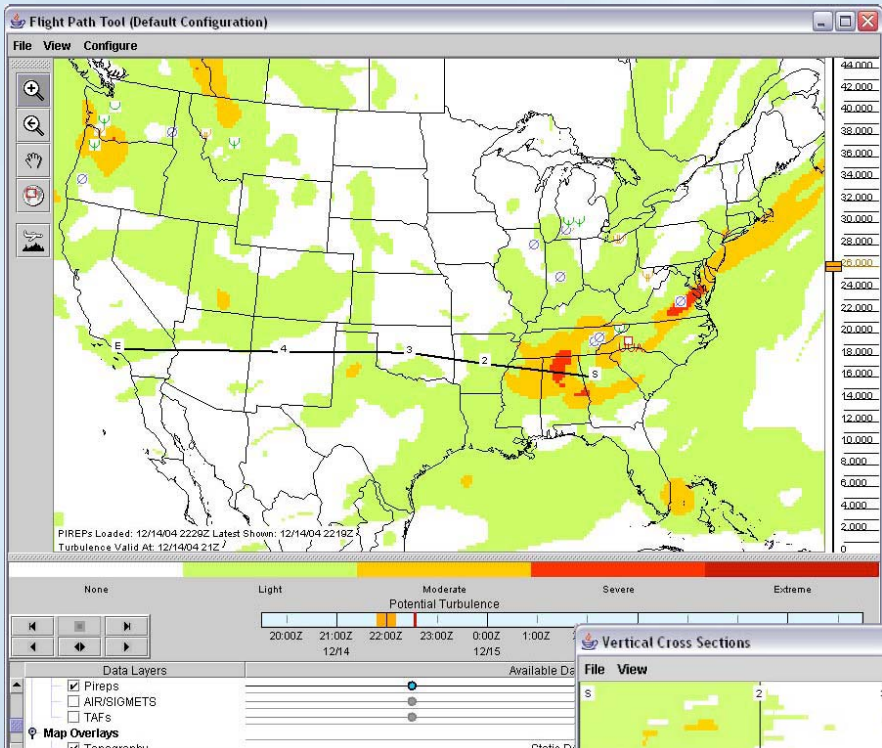 Flight Path Tool (Default Configuration)
File View Configure
44.000
42.000
40.000
38.000
36.000
34.000
32.000
30.000
28.000
26.000
24.000
22.000
20.000
18.000
16.000
14.000
12.000
10.000
8.000
6.000
4.000
2.000
0
E
4
3
2
S
UUA
PIREPs Loaded: 12/14/04 2229Z Latest Shown: 12/14/04 2219Z
Turbulence Valid At: 12/14/04 21Z
None Light Moderate Severe Extreme
Potential Turbulence
20:00Z 21:00Z 22:00Z 23:00Z 0:00Z 1:00Z
12/14 12/15
Data Layers Available Da
Pireps
AIR/SIGMETS
TAFs
Map Overlays
Topography Static Da
Vertical Cross Sections
File View
S 2